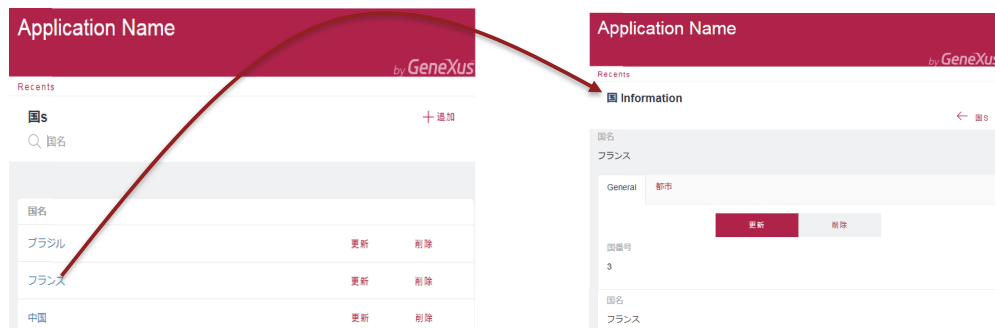 Application Name
by GeneXus
Recents
国s
追加
国名
国名
ブラジル 更新 削除
フランス 更新 削除
中国 更新 削除
Application Name
by GeneXus
Recents
国 Information
← 国s
国名
フランス
General 都市
更新 削除
国番号
3
国名
フランス